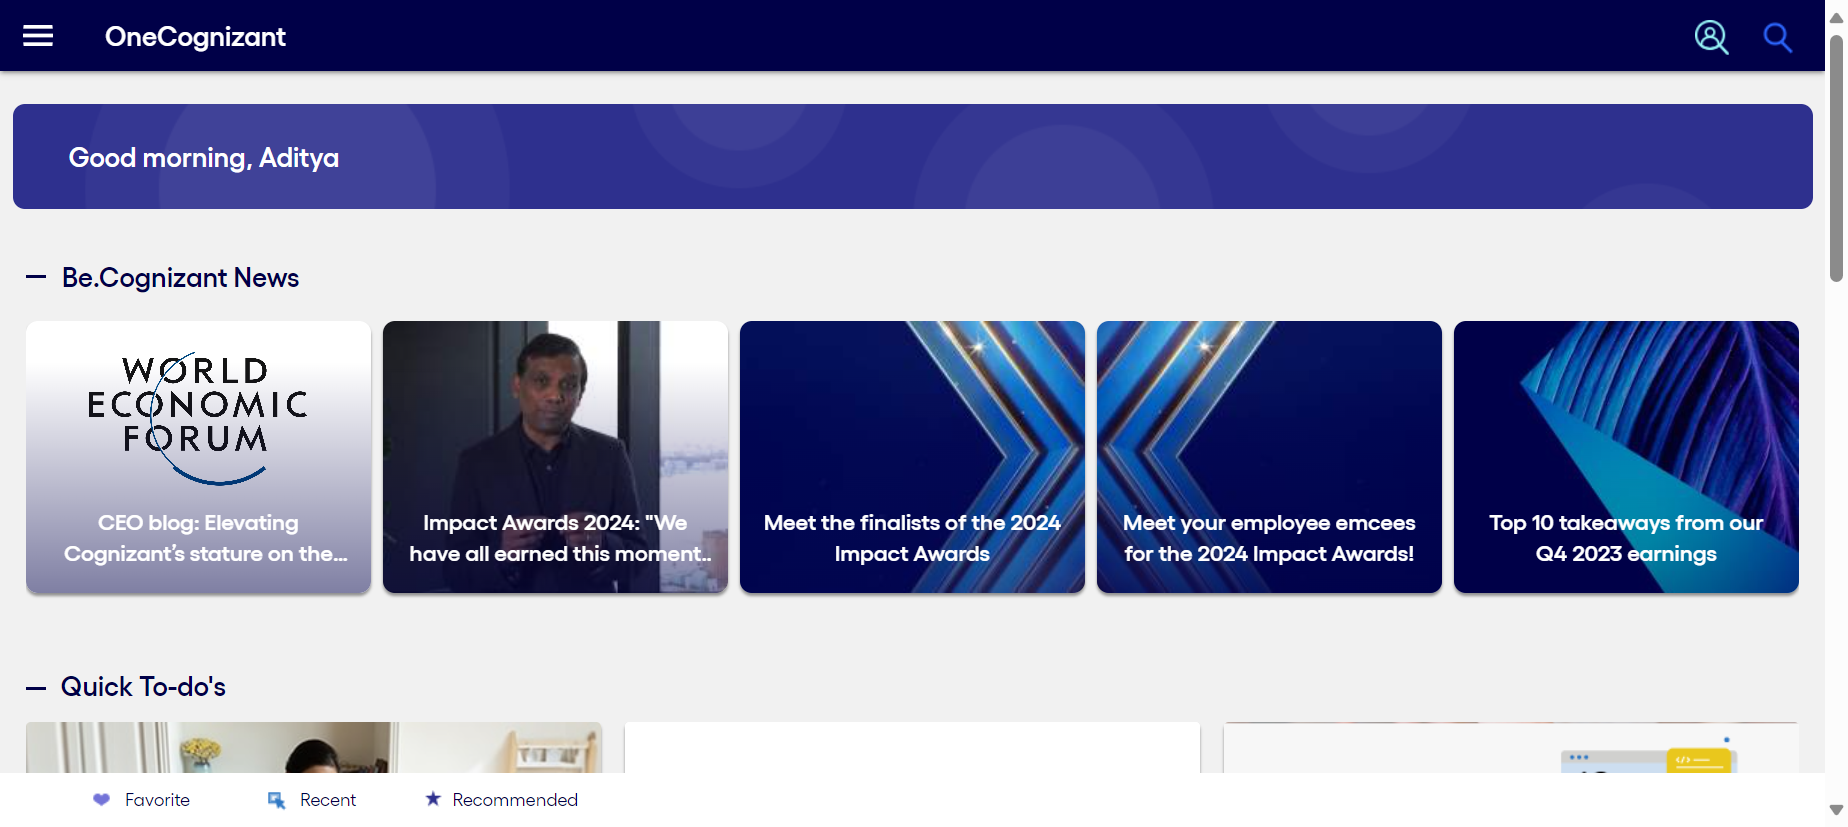 OneCognizant
Good morning, Aditya
Be.Cognizant News
WORLD
ECONOMIC
FORUM
CEO blog: Elevating
Cognizant’s stature on the...
Impact Awards 2024: "We
have all earned this moment..
Meet the finalists of the 2024
Impact Awards
Meet your employee emcees
for the 2024 Impact Awards!
Top 10 takeaways from our
Q4 2023 earnings
Quick To-do's
</> 
Favorite
Recent
Recommended